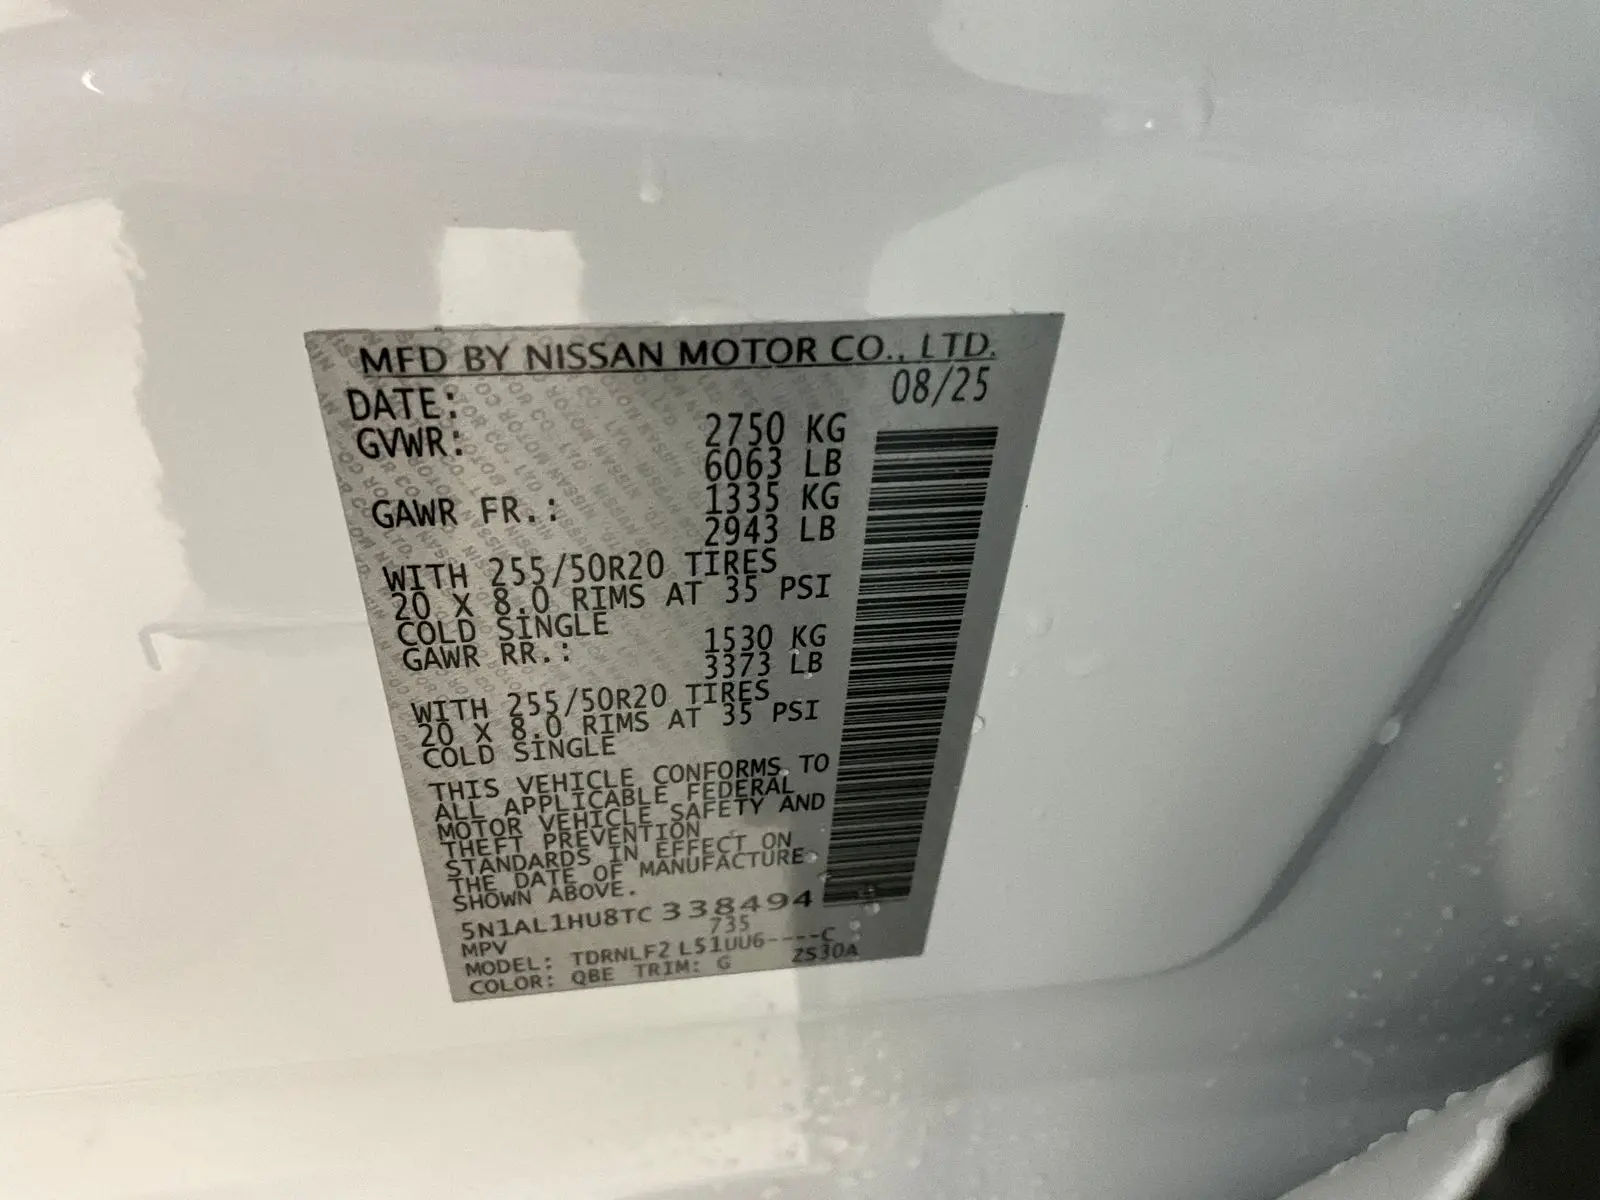 MFD BY NISSAN MOTOR CO., LTD.
DATE: 08/25
GVWR: 2750 KG
6063 LB
GAWR FR.: 1335 KG
2943 LB
WITH 255/50R20 TIRES
20 X 8.0 RIMS AT 35 PSI
COLD SINGLE
GAWR RR.: 1530 KG
3373 LB
WITH 255/50R20 TIRES
20 X 8.0 RIMS AT 35 PSI
COLD SINGLE
THIS VEHICLE CONFORMS TO
ALL APPLICABLE FEDERAL
MOTOR VEHICLE SAFETY AND
THEFT PREVENTION
STANDARDS IN EFFECT ON
THE DATE OF MANUFACTURE
SHOWN ABOVE.
5N1AL1HU8TC338494
MPV 735
MODEL: TDRNLF2 L51UU6----C
COLOR: QBE TRIM: G ZS30A